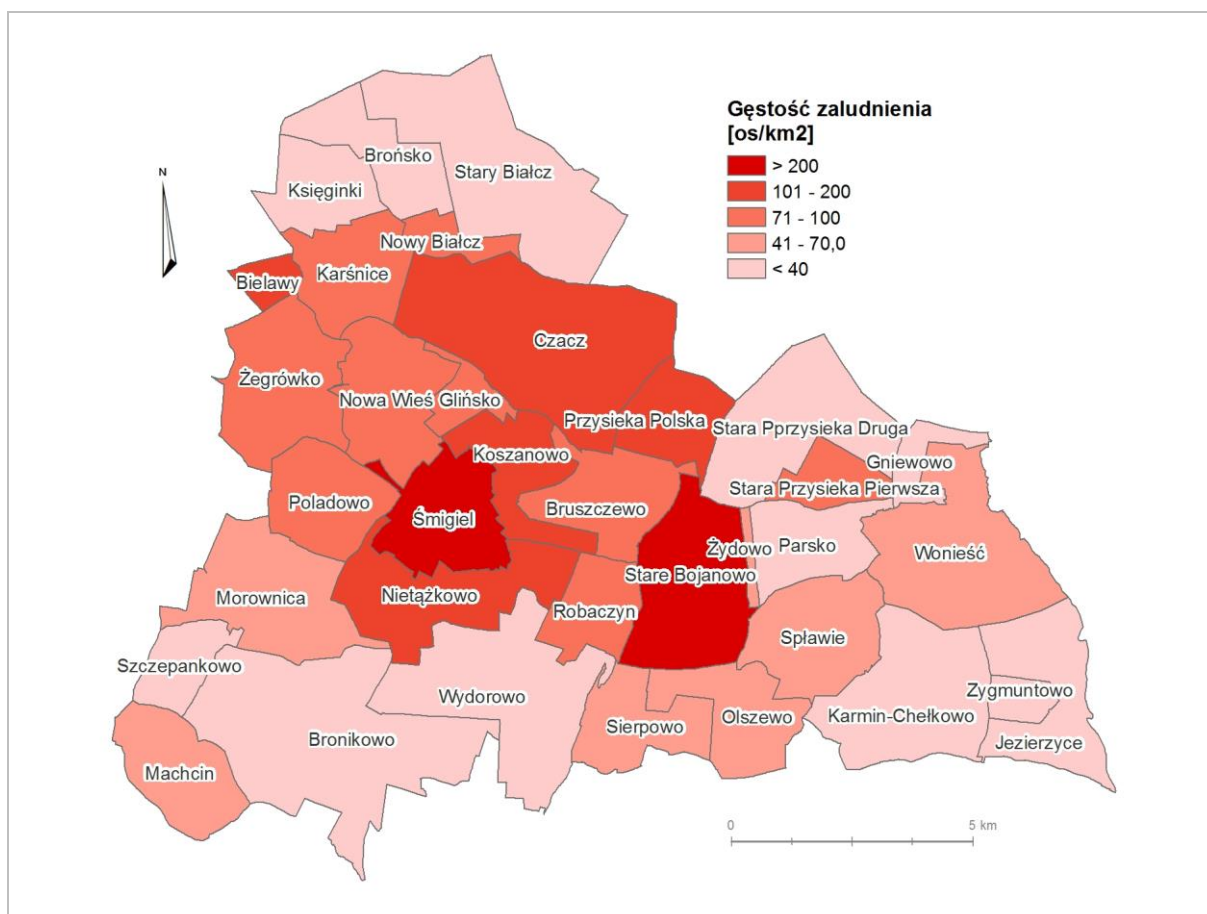 Gęstość zaludnienia
[os/km2]
> 200
101 - 200
71 - 100
41 - 70,0
< 40
N
Brońsko
Stary Białcz
Księginki
Nowy Białcz
Karśnice
Bielawy
Czacz
Żegrówko
Nowa Wieś
Glińsko
Przysieka Polska
Stara Pprzysieka Druga
Koszanowo
Gniewowo
Stara Przysieka Pierwsza
Poladowo
Bruszczewo
Śmigiel
Żydowo
Parsko
Wonieść
Stare Bojanowo
Nietążkowo
Morownica
Robaczyn
Spławie
Szczepankowo
Wydorowo
Zygmuntowo
Sierpowo
Olszewo
Karmin-Chełkowo
Bronikowo
Jezierzyce
Machcin
0
5 km